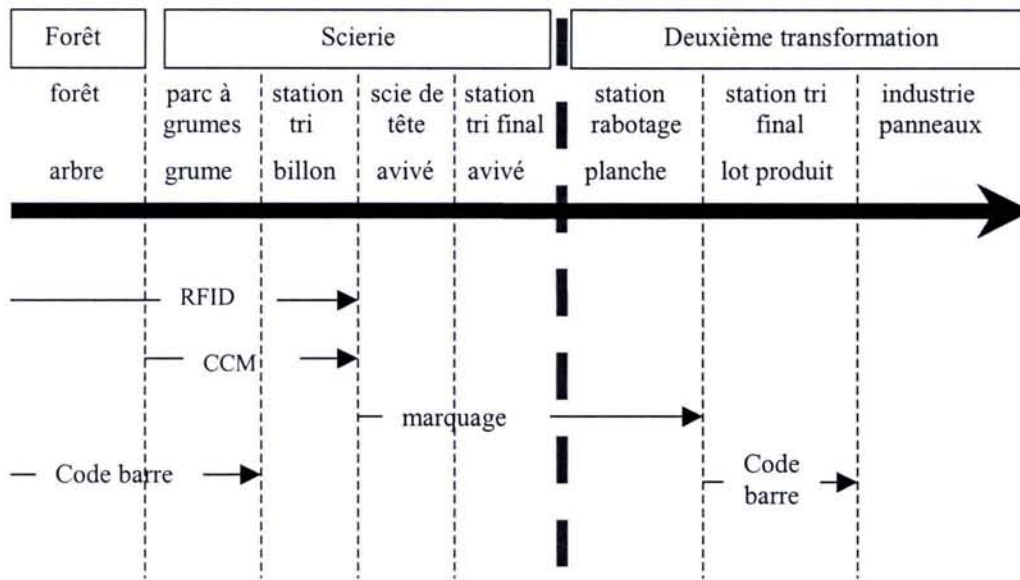 Forêt
Scierie
Deuxième transformation
forêt
parc à
grumes
station
tri
scie de
tête
station
tri final
station
rabotage
station tri
final
industrie
panneaux
arbre
grume
billon
avivé
avivé
planche
lot produit
RFID
CCM
marquage
Code barre
Code
barre